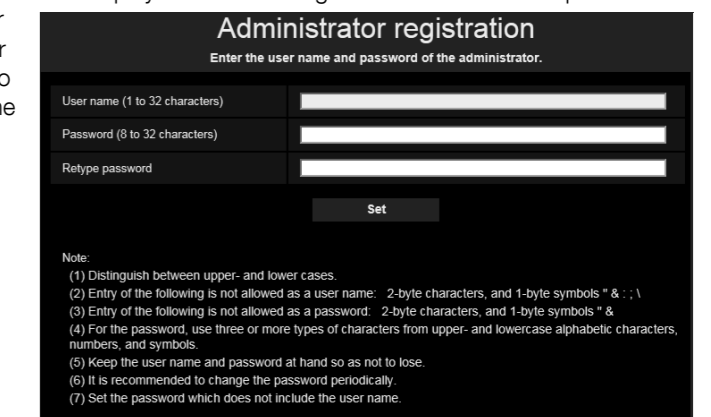 Administrator registration
Enter the user name and password of the administrator.
User name (1 to 32 characters)
Password (8 to 32 characters)
Retype password
Set
Note:
(1) Distinguish between upper- and lower cases.
(2) Entry of the following is not allowed as a user name: 2-byte characters, and 1-byte symbols " & : ; \
(3) Entry of the following is not allowed as a password: 2-byte characters, and 1-byte symbols " &
(4) For the password, use three or more types of characters from upper- and lowercase alphabetic characters,
numbers, and symbols.
(5) Keep the user name and password at hand so as not to lose.
(6) It is recommended to change the password periodically.
(7) Set the password which does not include the user name.